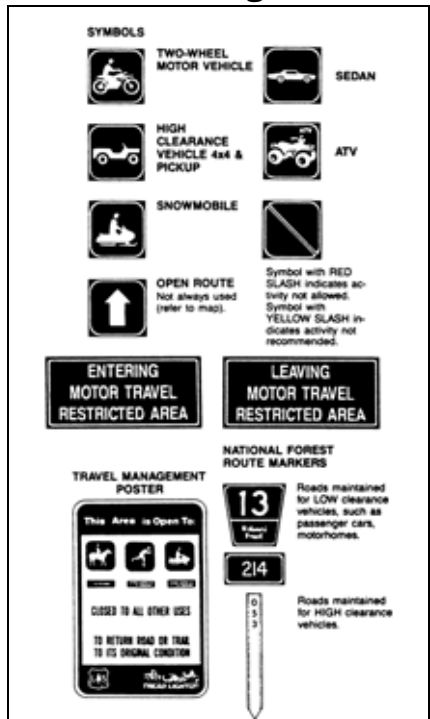 SYMBOLS
TWO-WHEEL
MOTOR VEHICLE
SEDAN
HIGH
CLEARANCE
VEHICLE 4x4 &
PICKUP
ATV
ATV
SNOWMOBILE
OPEN ROUTE
Not always used
(refer to map).
Symbol with RED
SLASH indicates ac-
tivity not allowed.
Symbol with
YELLOW SLASH in-
dicates activity not
recommended.
ENTERING
MOTOR TRAVEL
RESTRICTED AREA
LEAVING
MOTOR TRAVEL
RESTRICTED AREA
TRAVEL MANAGEMENT
POSTER
This Area is Open To:
CLOSED TO ALL OTHER USES
TO RETURN ROAD OR TRAIL
TO ITS ORIGINAL CONDITION
TREAD LIGHTLY
NATIONAL FOREST
ROUTE MARKERS
13
Roads maintained
for LOW clearance
vehicles, such as
passenger cars,
motorhomes.
214
Roads maintained
for HIGH clearance
vehicles.